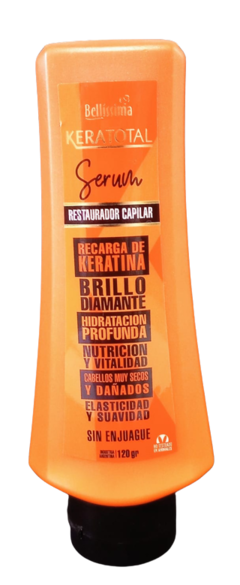 Bellissima
KERATOTAL
Serum
RESTAURADOR CAPILAR
RECARGA DE
KERATINA
BRILLO
DIAMANTE
HIDRATACION
PROFUNDA
NUTRICION
Y VITALIDAD
CABELLOS MUY SECOS
Y DAÑADOS
ELASTICIDAD
Y SUAVIDAD
SIN ENJUAGUE
120 gr